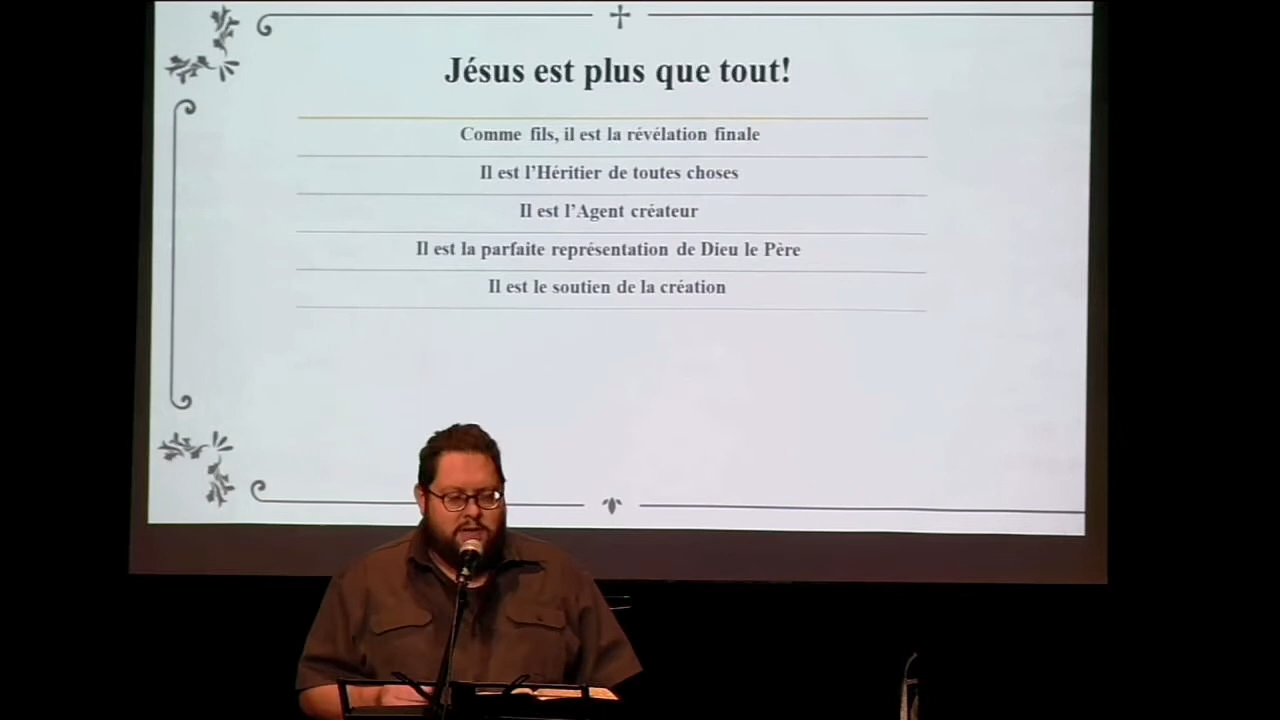 Jésus est plus que tout!
Comme fils, il est la révélation finale
Il est l'Héritier de toutes choses
Il est l'Agent créateur
Il est la parfaite représentation de Dieu le Père
Il est le soutien de la création